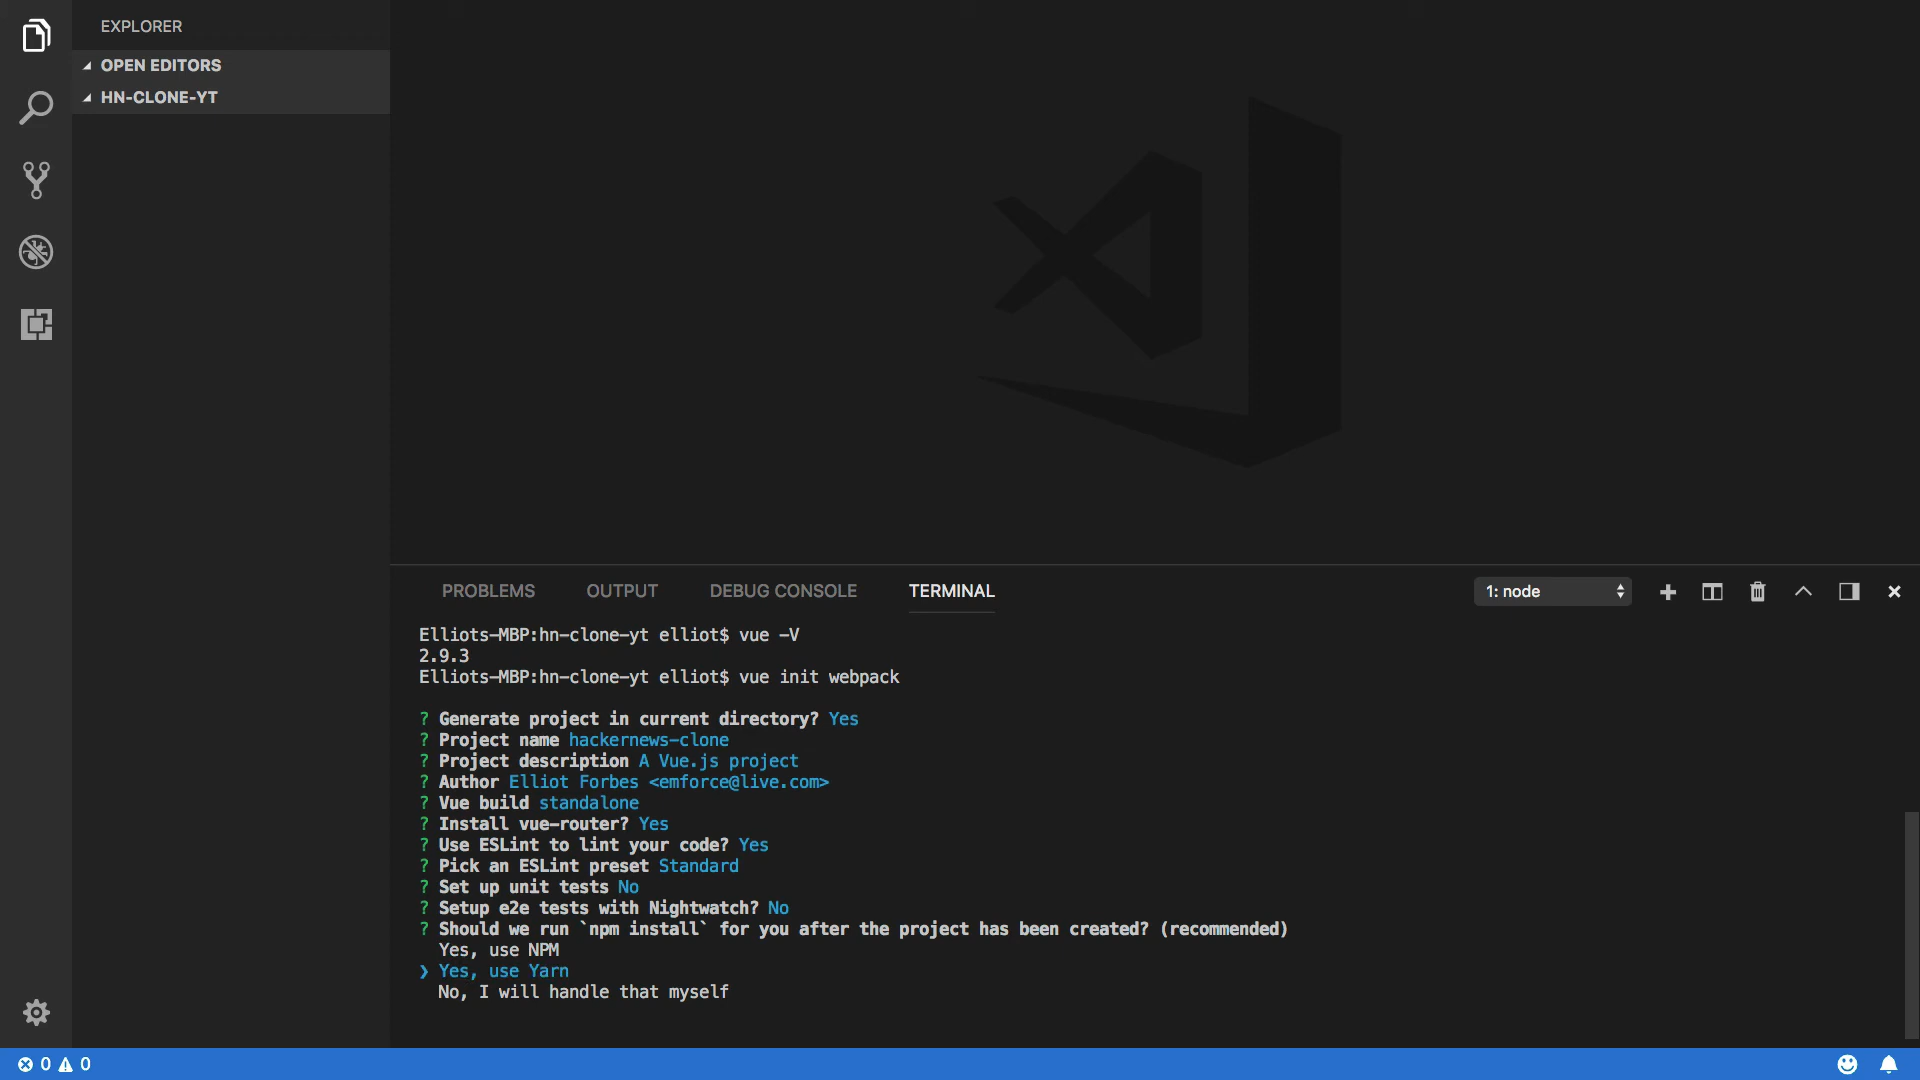 EXPLORER
OPEN EDITORS
HN-CLONE-YT
PROBLEMS OUTPUT DEBUG CONSOLE TERMINAL 1: node
Elliots-MBP:hn-clone-yt elliot$ vue -V
2.9.3
Elliots-MBP:hn-clone-yt elliot$ vue init webpack
? Generate project in current directory? Yes
? Project name hackernews-clone
? Project description A Vue.js project
? Author Elliot Forbes <emforce@live.com>
? Vue build standalone
? Install vue-router? Yes
? Use ESLint to lint your code? Yes
? Pick an ESLint preset Standard
? Set up unit tests No
? Setup e2e tests with Nightwatch? No
? Should we run `npm install` for you after the project has been created? (recommended)
Yes, use NPM
❯ Yes, use Yarn
No, I will handle that myself
0 0